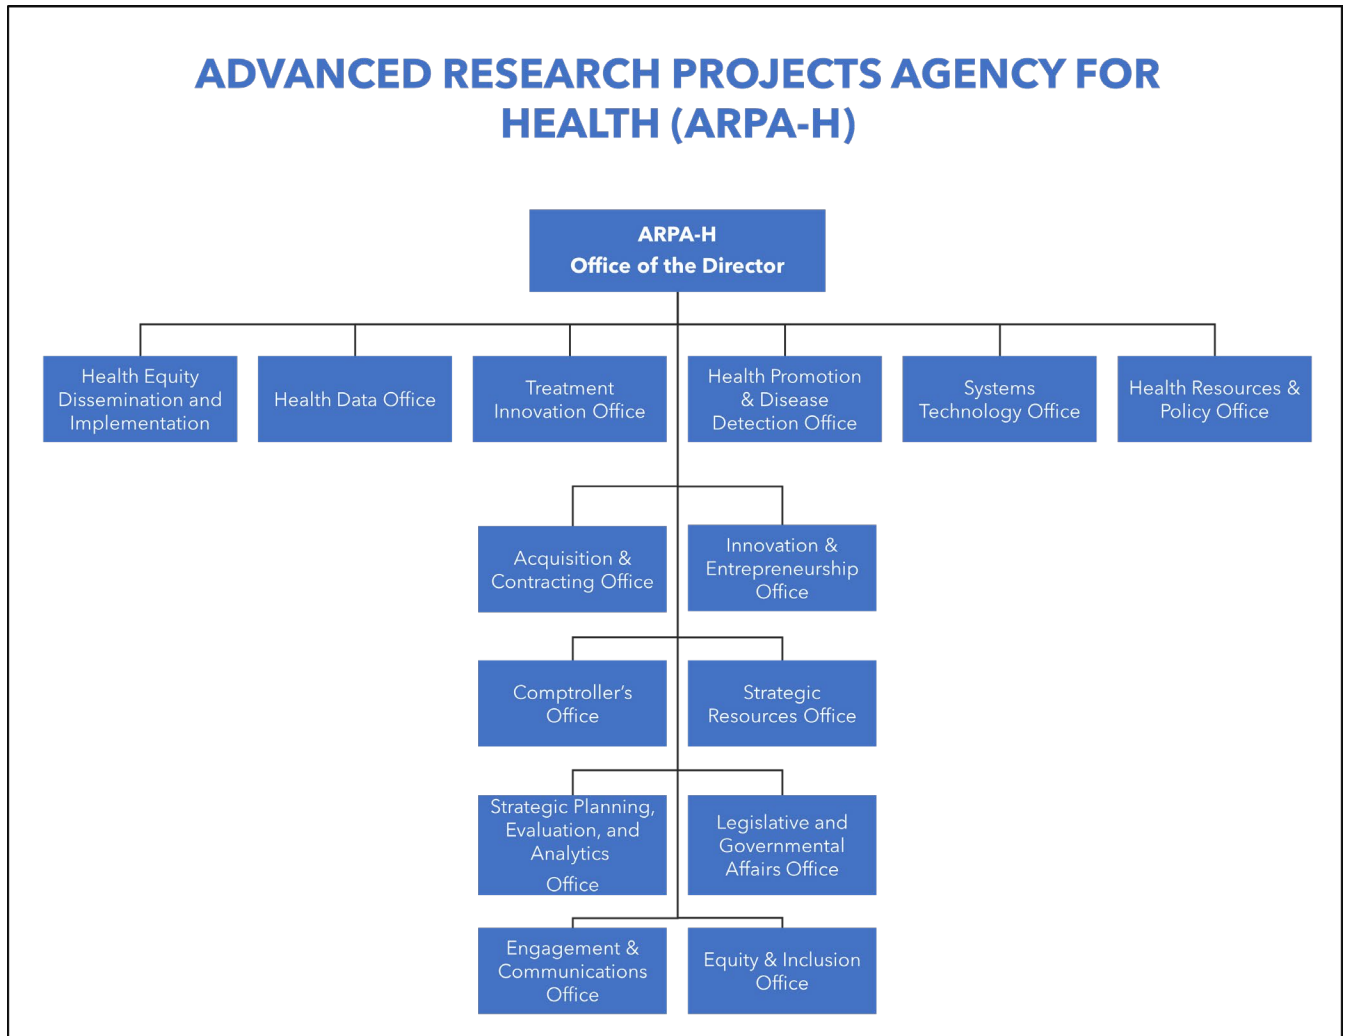 ADVANCED RESEARCH PROJECTS AGENCY FOR
HEALTH (ARPA-H)
ARPA-H
Office of the Director
Health Equity
Dissemination and
Implementation
Health Data Office
Treatment
Innovation Office
Health Promotion
& Disease
Detection Office
Systems
Technology Office
Health Resources &
Policy Office
Acquisition &
Contracting Office
Innovation &
Entrepreneurship
Office
Comptroller’s
Office
Strategic
Resources Office
Strategic Planning,
Evaluation, and
Analytics
Office
Legislative and
Governmental
Affairs Office
Engagement &
Communications
Office
Equity & Inclusion
Office